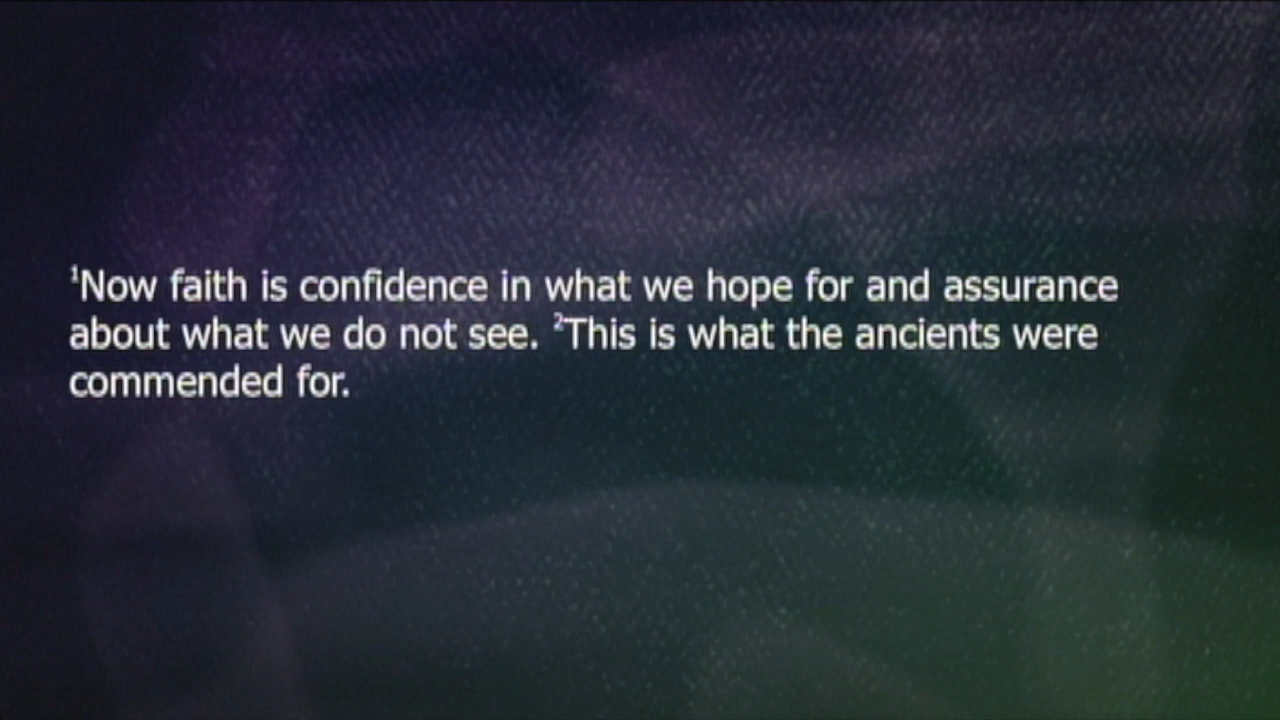 ¹Now faith is confidence in what we hope for and assurance
about what we do not see. ²This is what the ancients were
commended for.